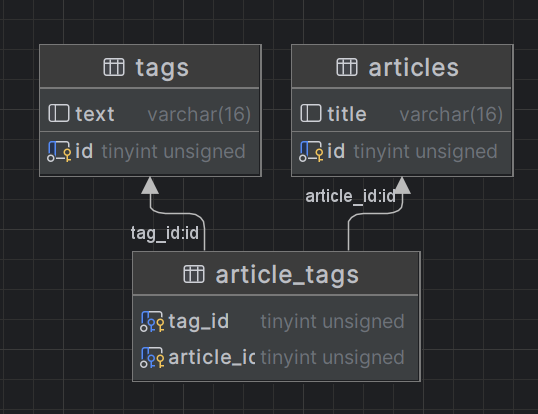 tags
articles
text varchar(16)
title varchar(16)
id tinyint unsigned
id tinyint unsigned
article_id:id
tag_id:id
article_tags
tag_id tinyint unsigned
article_ic tinyint unsigned